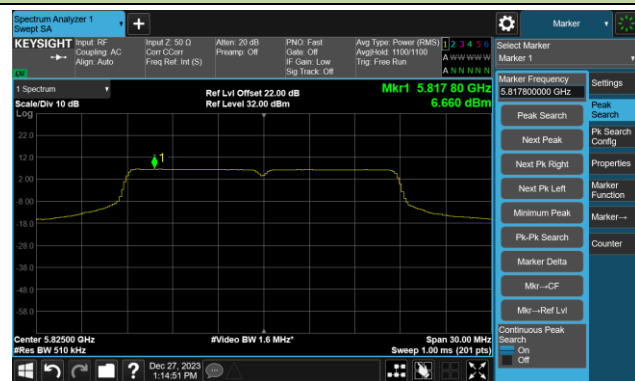 Spectrum Analyzer 1
Swept SA
Marker
KEYSIGHT
Input: RF
Coupling: AC
Align: Auto
Input Z: 50 Ω
Corr CCorr
Freq Ref: Int (S)
Atten: 20 dB
Preamp: Off
PNO: Fast
Gate: Off
IF Gain: Low
Sig Track: Off
Avg Type: Power (RMS)
Avg|Hold: 1100/1100
Trig: Free Run
1 2 3 4 5 6
A W W W W W
A N N N N N
LU
Select Marker
Marker 1
1 Spectrum
Scale/Div 10 dB
Log
Ref Lvl Offset 22.00 dB
Ref Level 32.00 dBm
Mkr1 5.817 80 GHz
6.660 dBm
22.0
12.0
2.00
-8.00
-18.0
-28.0
-38.0
-48.0
-58.0
1
Center 5.82500 GHz
#Res BW 510 kHz
#Video BW 1.6 MHz*
Span 30.00 MHz
Sweep 1.00 ms (201 pts)
Marker Frequency
5.817800000 GHz
Peak Search
Next Peak
Next Pk Right
Next Pk Left
Minimum Peak
Pk-Pk Search
Marker Delta
Mkr→CF
Mkr→Ref Lvl
Continuous Peak
Search
On
Off
Settings
Peak
Search
Pk Search
Config
Properties
Marker
Function
Marker→
Counter
?
Dec 27, 2023
1:14:51 PM